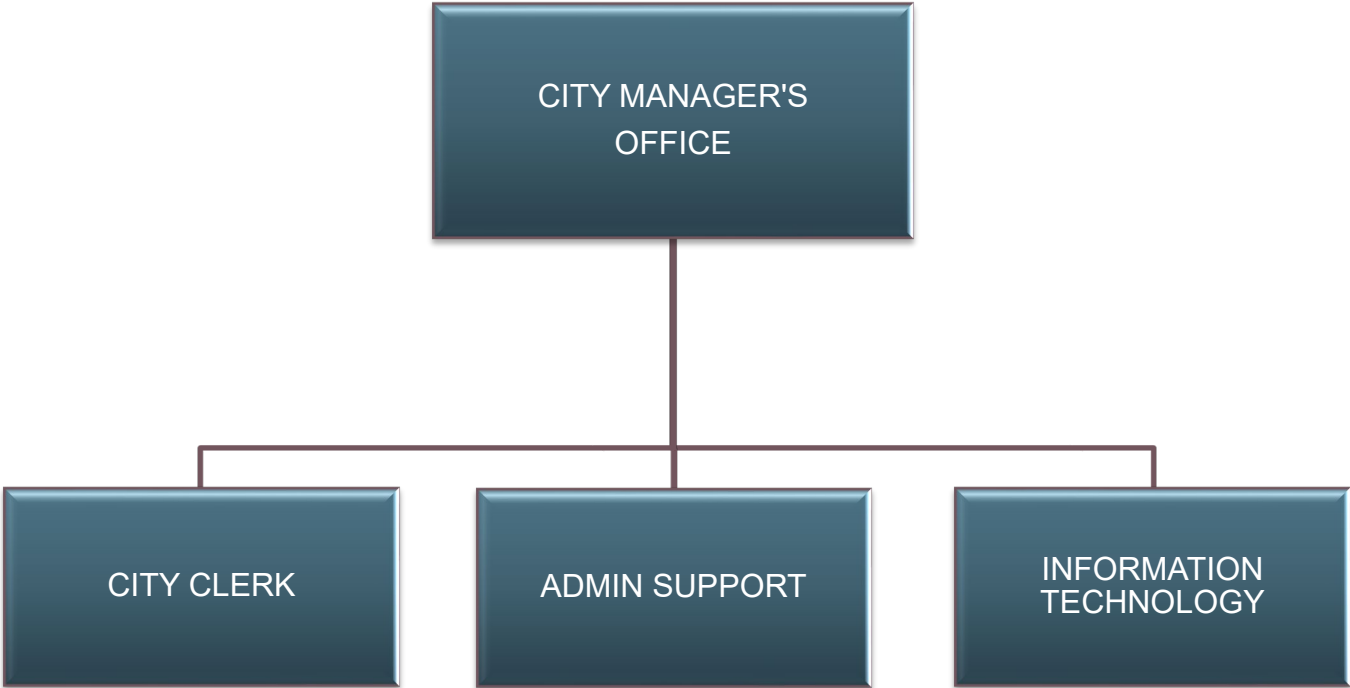 CITY MANAGER'S
OFFICE
CITY CLERK
ADMIN SUPPORT
INFORMATION
TECHNOLOGY